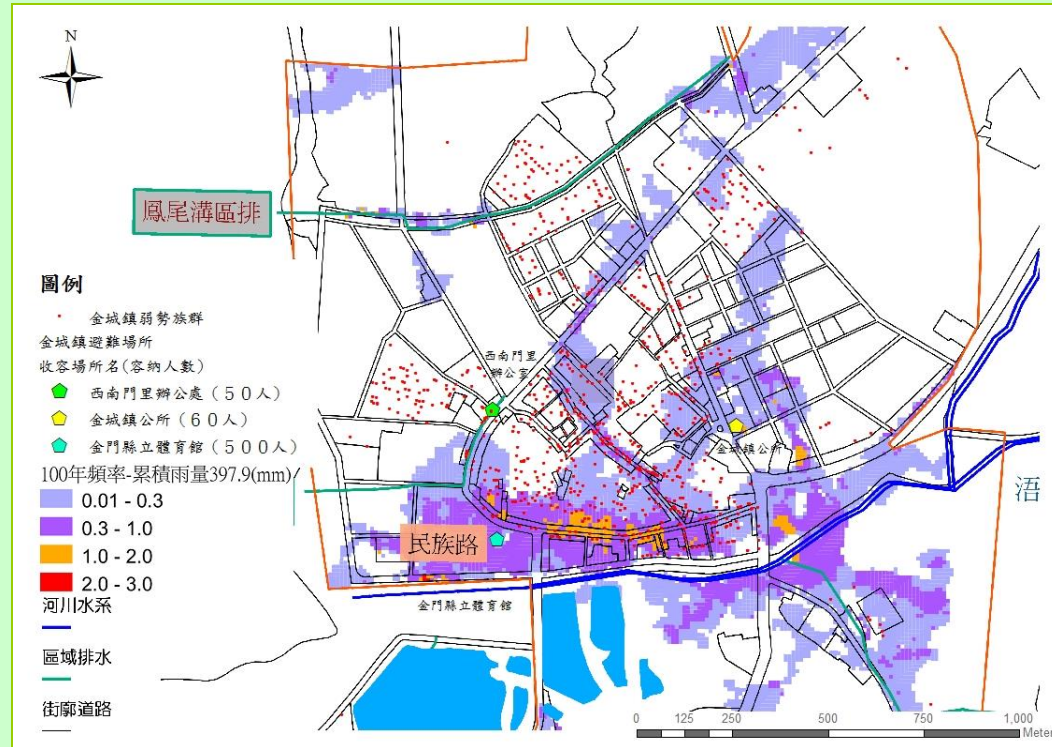 N
鳳尾溝區排
圖例
金城鎮弱勢族群
金城鎮避難場所
收容場所名(容納人數)
西南門里辦公處(50人)
金城鎮公所(60人)
金門縣立體育館(500人)
100年頻率-累積雨量397.9(mm)
0.01 - 0.3
0.3 - 1.0
1.0 - 2.0
2.0 - 3.0
河川水系
區域排水
街廓道路
西南門里
辦公室
金城鎮公所
浯
民族路
金門縣立體育館
0 125 250 500 750 1,000
Meter